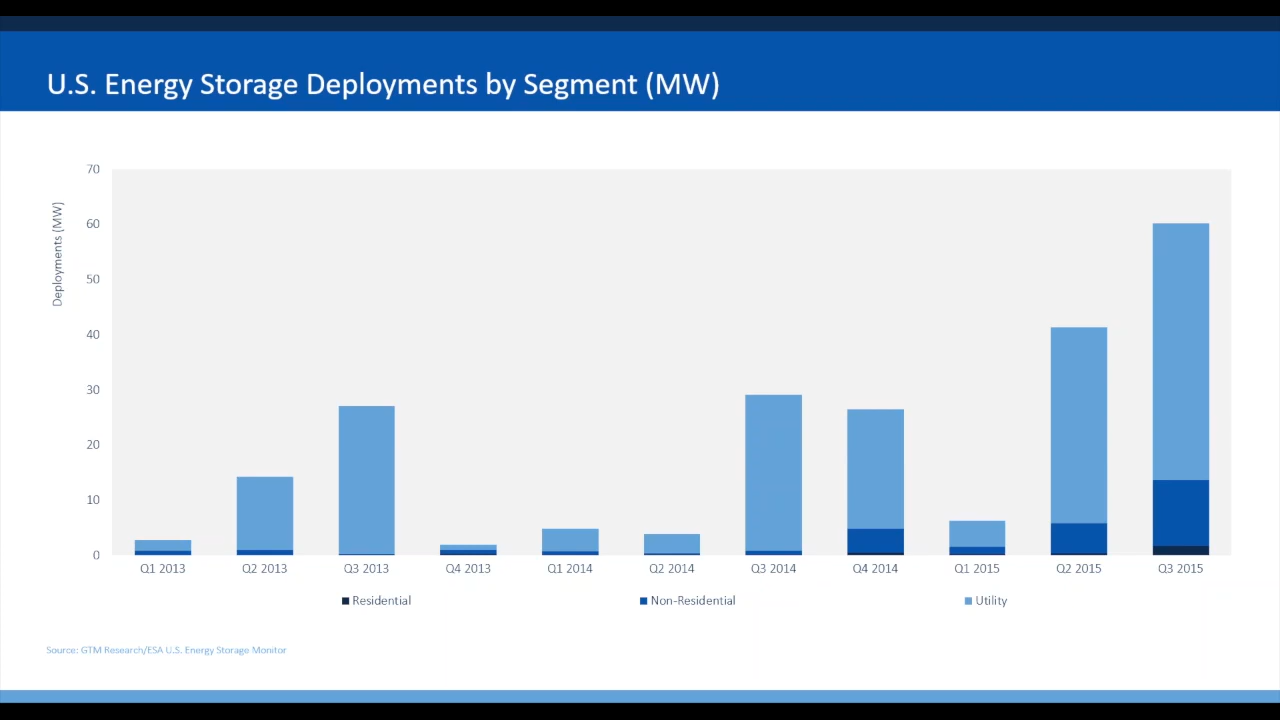 U.S. Energy Storage Deployments by Segment (MW)
Deployments (MW)
70
60
50
40
30
20
10
0
Q1 2013 Q2 2013 Q3 2013 Q4 2013 Q1 2014 Q2 2014 Q3 2014 Q4 2014 Q1 2015 Q2 2015 Q3 2015
Residential Non-Residential Utility
Source: GTM Research/ESA U.S. Energy Storage Monitor